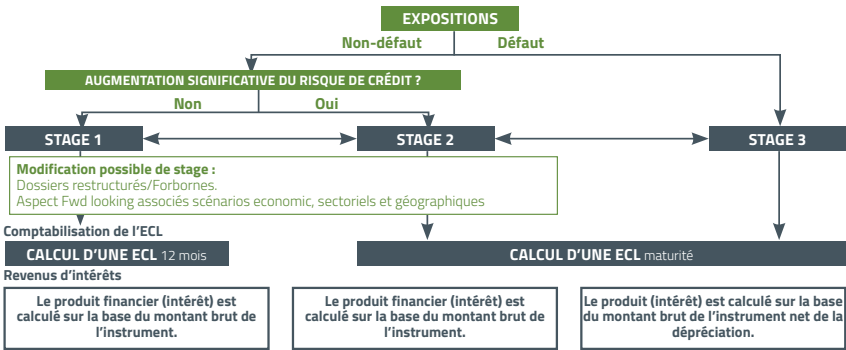 EXPOSITIONS
Non-défaut Défaut
AUGMENTATION SIGNIFICATIVE DU RISQUE DE CRÉDIT ?
Non Oui
STAGE 1 STAGE 2 STAGE 3
Modification possible de stage :
Dossiers restructurés/Forbornes.
Aspect Fwd looking associés scénarios economic, sectoriels et géographiques
Comptabilisation de l’ECL
CALCUL D’UNE ECL 12 mois CALCUL D’UNE ECL maturité
Revenus d’intérêts
Le produit financier (intérêt) est
calculé sur la base du montant brut de
l’instrument.
Le produit financier (intérêt) est
calculé sur la base du montant brut de
l’instrument.
Le produit (intérêt) est calculé sur la base
du montant brut de l’instrument net de la
dépréciation.